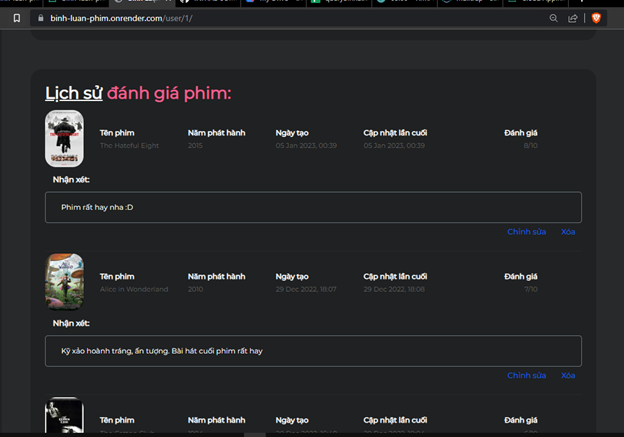 binh-luan-phim.onrender.com/user/1/
Lịch sử đánh giá phim:
Tên phim Năm phát hành Ngày tạo Cập nhật lần cuối Đánh giá
The Hateful Eight 2015 05 Jan 2023, 00:39 05 Jan 2023, 00:39 8/10
Nhận xét:
Phim rất hay nha :D
Chỉnh sửa Xóa
Tên phim Năm phát hành Ngày tạo Cập nhật lần cuối Đánh giá
Alice in Wonderland 2010 29 Dec 2022, 18:07 29 Dec 2022, 18:08 7/10
Nhận xét:
Kỹ xảo hoành tráng, ấn tượng. Bài hát cuối phim rất hay
Chỉnh sửa Xóa
Tên phim Năm phát hành Ngày tạo Cập nhật lần cuối Đánh giá